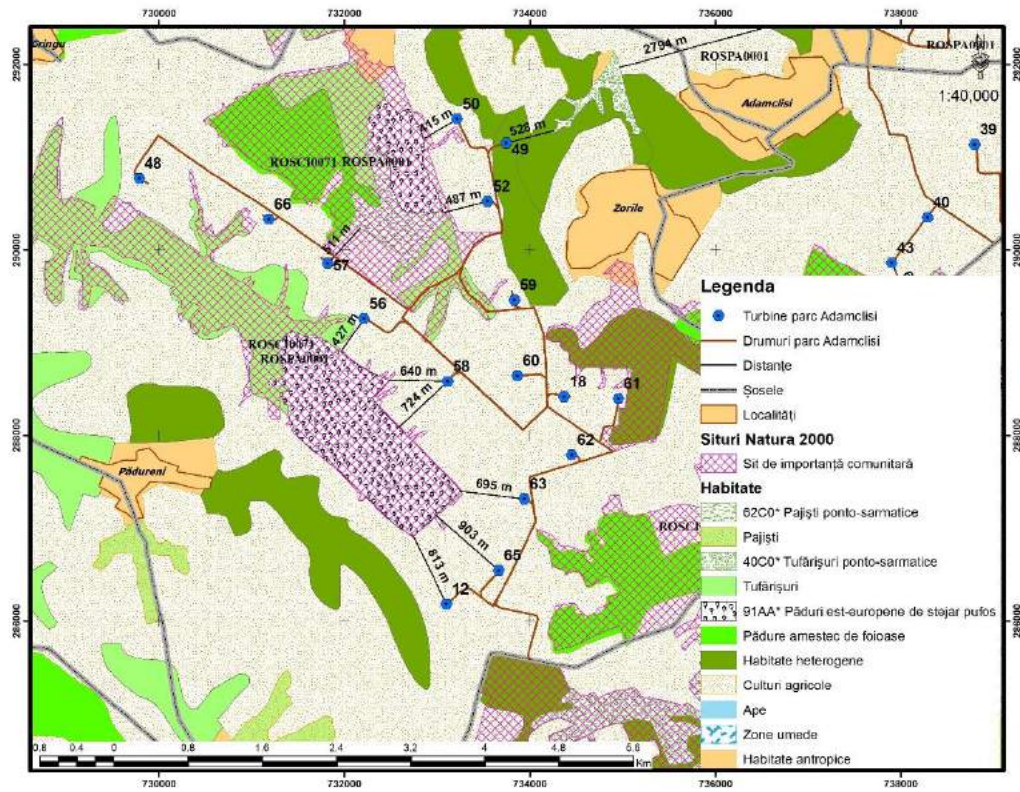 730000 732000 734000 736000 738000
292000
292000
2794 m
ROSPA0001
ROSPA0001
Adamclisi
1:40,000
50
415 m
528 m
49
39
48
ROSCI0071 ROSPA0001
487 m
52
Zorile
40
66
43
290000
290000
511 m
57
59
56
427 m
ROSCI0071
ROSPA0001
640 m
58
724 m
60
18
61
288000
288000
62
Pădureni
695 m
63
903 m
65
813 m
12
286000
286000
Legenda
Turbine parc Adamclisi
Drumuri parc Adamclisi
Distanțe
Șosele
Localități
Situri Natura 2000
Sit de importanță comunitară
Habitate
62C0* Pajiști ponto-sarmatice
Pajiști
40C0* Tufărișuri ponto-sarmatice
Tufărișuri
91AA* Păduri est-europene de stejar pufos
Pădure amestec de foioase
Habitate heterogene
Culturi agricole
Ape
Zone umede
Habitate antropice
0.8 0.4 0 0.8 1.6 2.4 3.2 4 4.8 5.6
Km
730000 732000 734000 736000 738000